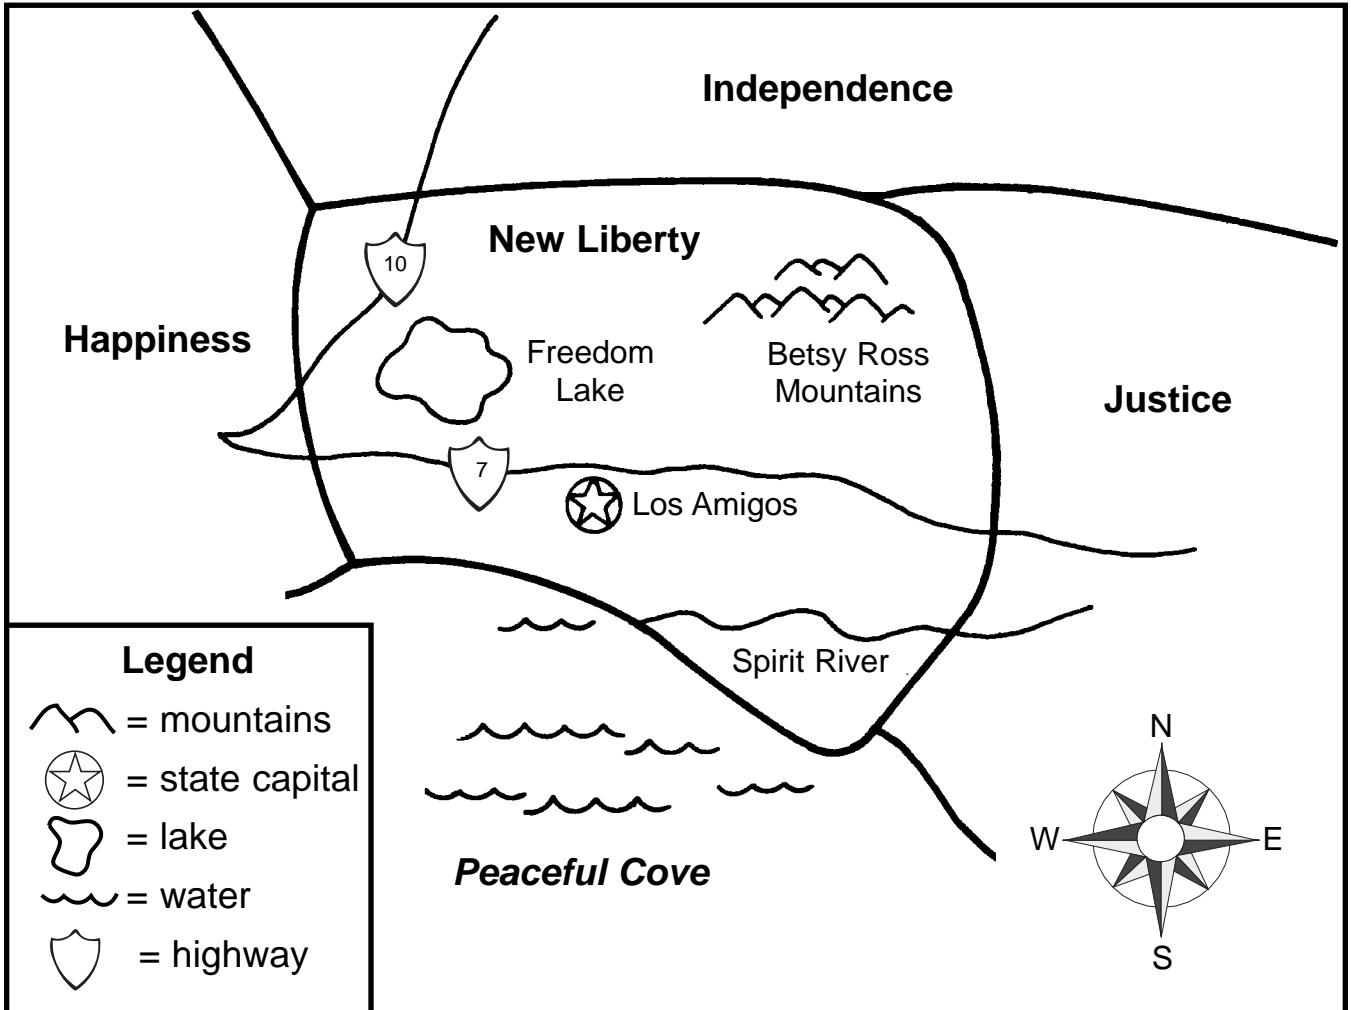 Independence
New Liberty
10
Happiness
Freedom
Lake
Betsy Ross
Mountains
Justice
7
Los Amigos
Spirit River
Peaceful Cove
Legend
= mountains
= state capital
= lake
= water
= highway
N
W
E
S